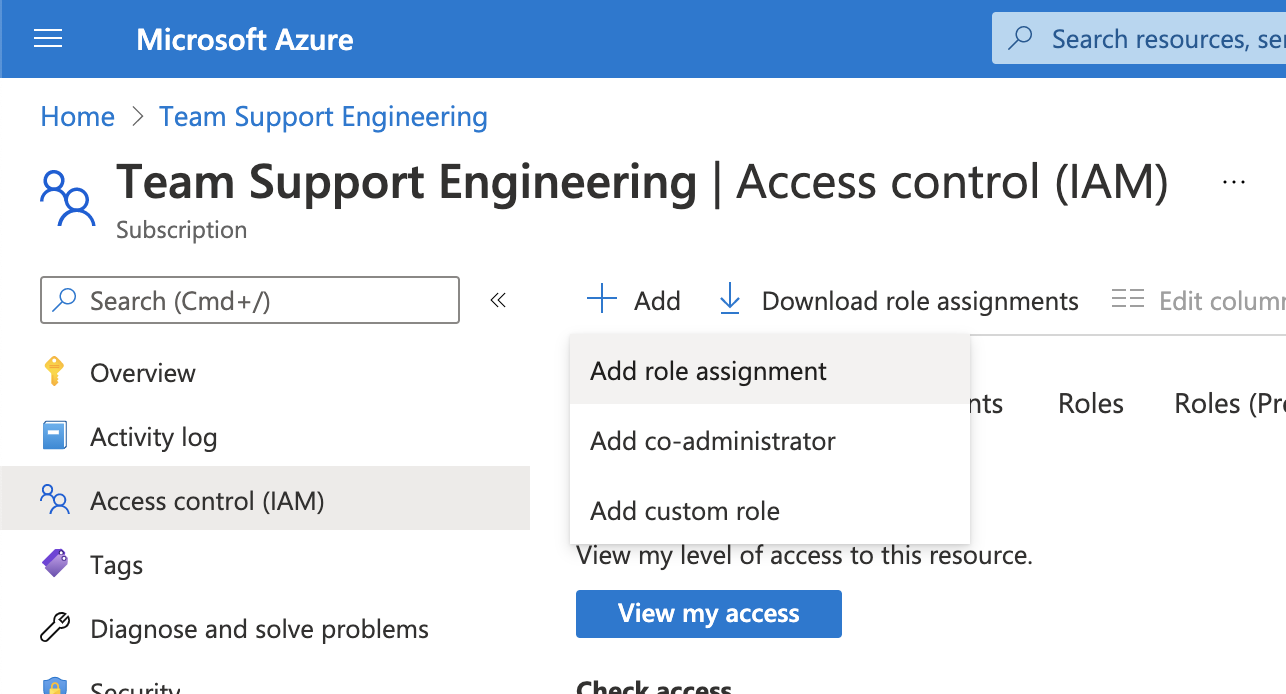 Microsoft Azure
Search resources, se
Home > Team Support Engineering
Team Support Engineering | Access control (IAM)
...
Subscription
Search (Cmd+/)
«
+ Add
Download role assignments
Edit colum
Overview
Activity log
Access control (IAM)
Tags
Diagnose and solve problems
Security
Add role assignment
Add co-administrator
Add custom role
nts
Roles
Roles (Pre
View my level of access to this resource.
View my access
Check access